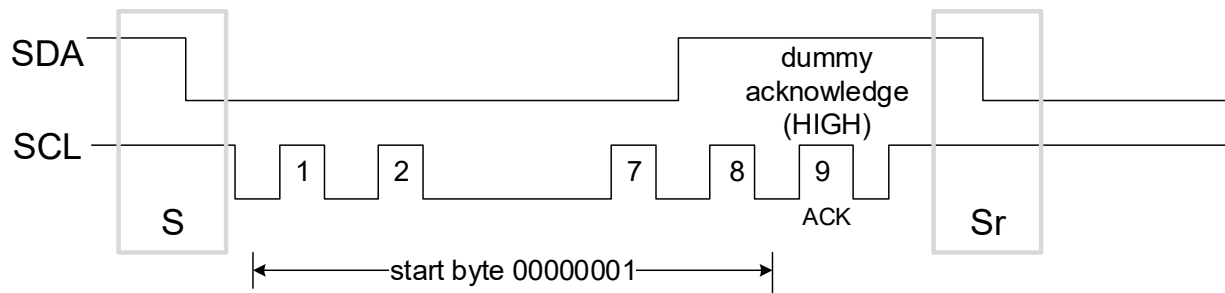 SDA
dummy
acknowledge
(HIGH)
SCL
1
2
7
8
9
ACK
S
Sr
start byte 00000001